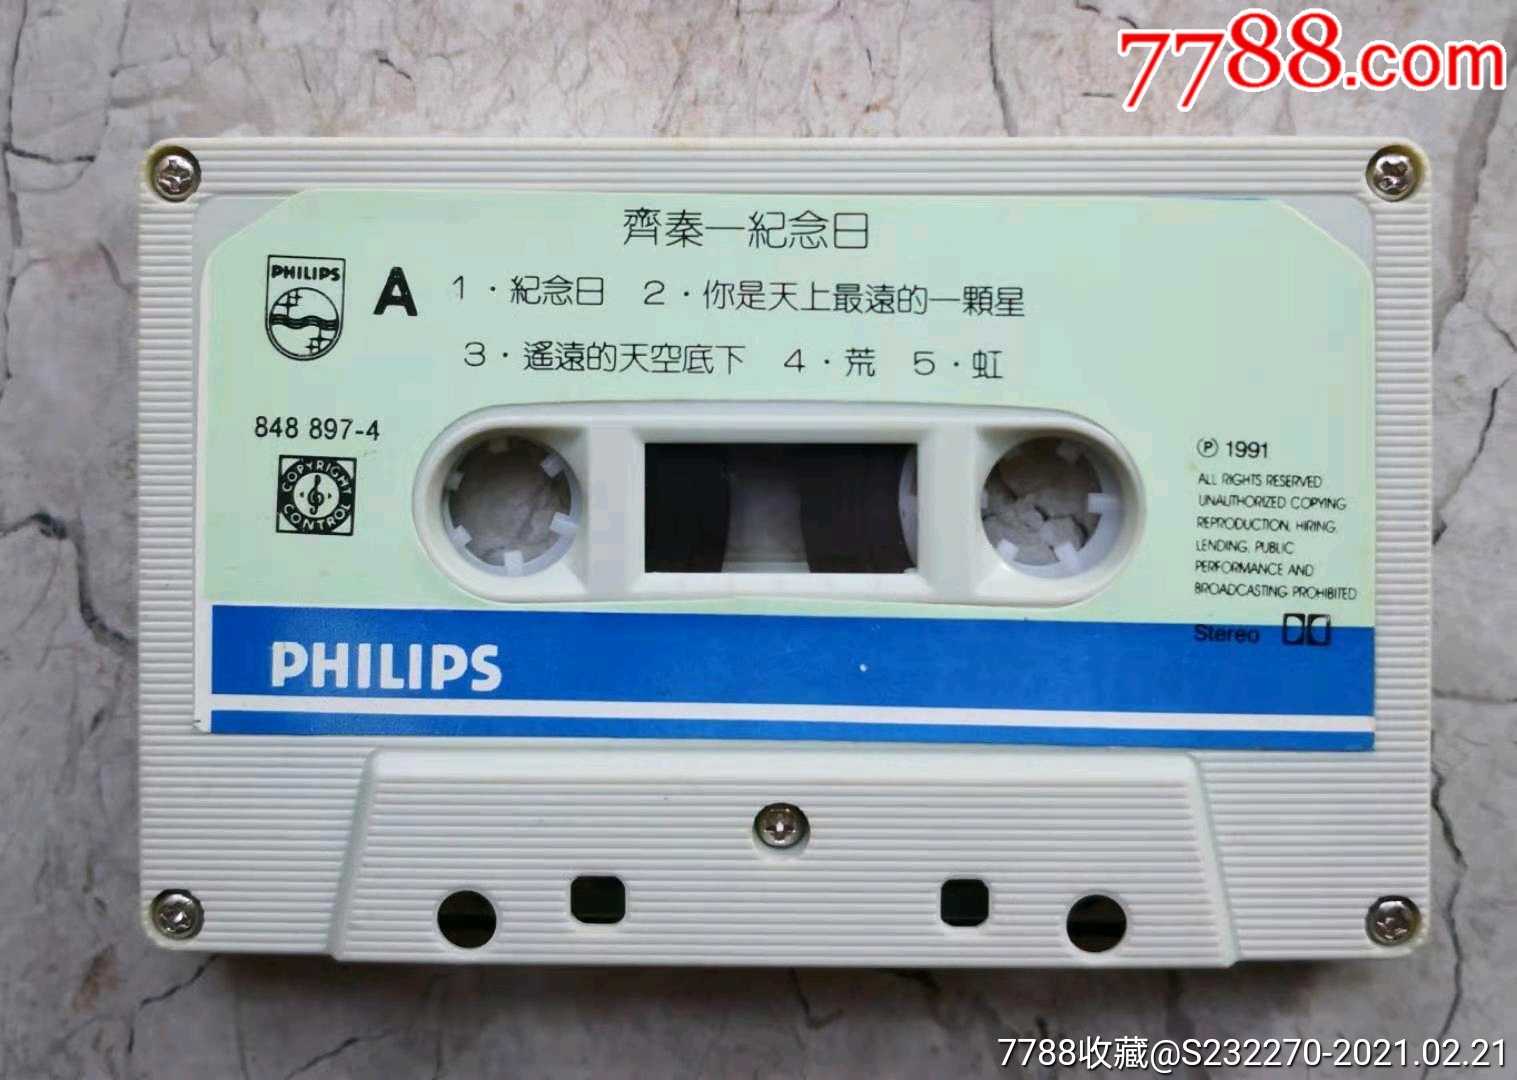 7788.com
齊秦一紀念日
PHILIPS
A
1・紀念日 2・你是天上最遠的一顆星
3・遙遠的天空底下 4・荒 5・虹
848 897-4
COPYRIGHT CONTROL
Ⓟ 1991
ALL RIGHTS RESERVED
UNAUTHORIZED COPYING
REPRODUCTION, HIRING,
LENDING, PUBLIC
PERFORMANCE AND
BROADCASTING PROHIBITED
Stereo
PHILIPS
7788收藏@S232270-2021.02.21